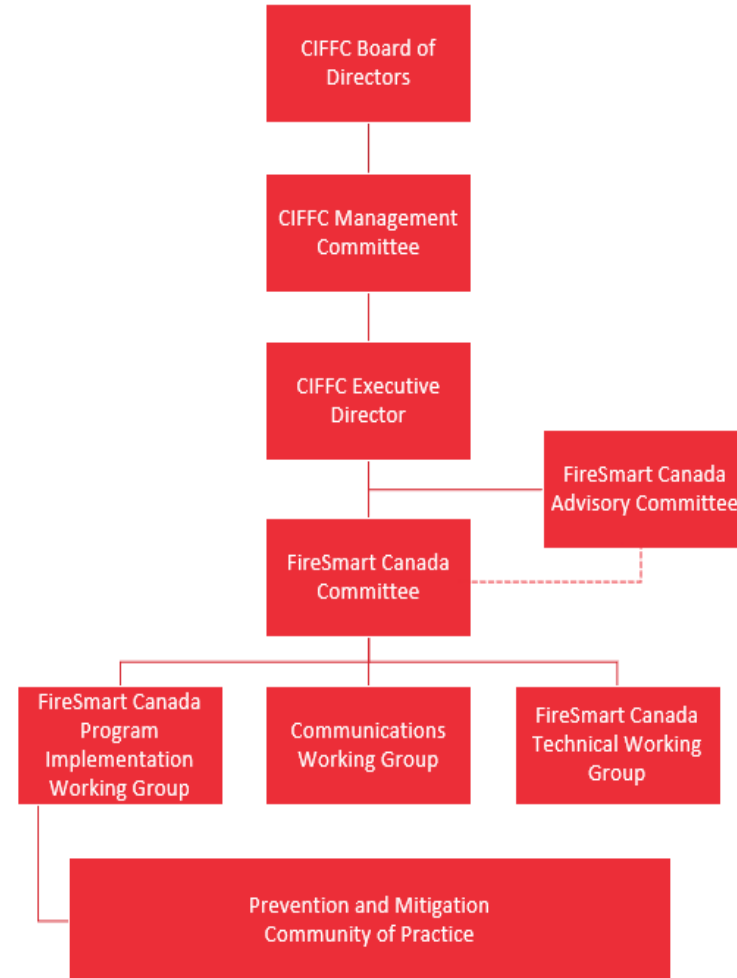 CIFFC Board of
Directors
CIFFC Management
Committee
CIFFC Executive
Director
FireSmart Canada
Advisory Committee
FireSmart Canada
Committee
FireSmart Canada
Program
Implementation
Working Group
Communications
Working Group
FireSmart Canada
Technical Working
Group
Prevention and Mitigation
Community of Practice